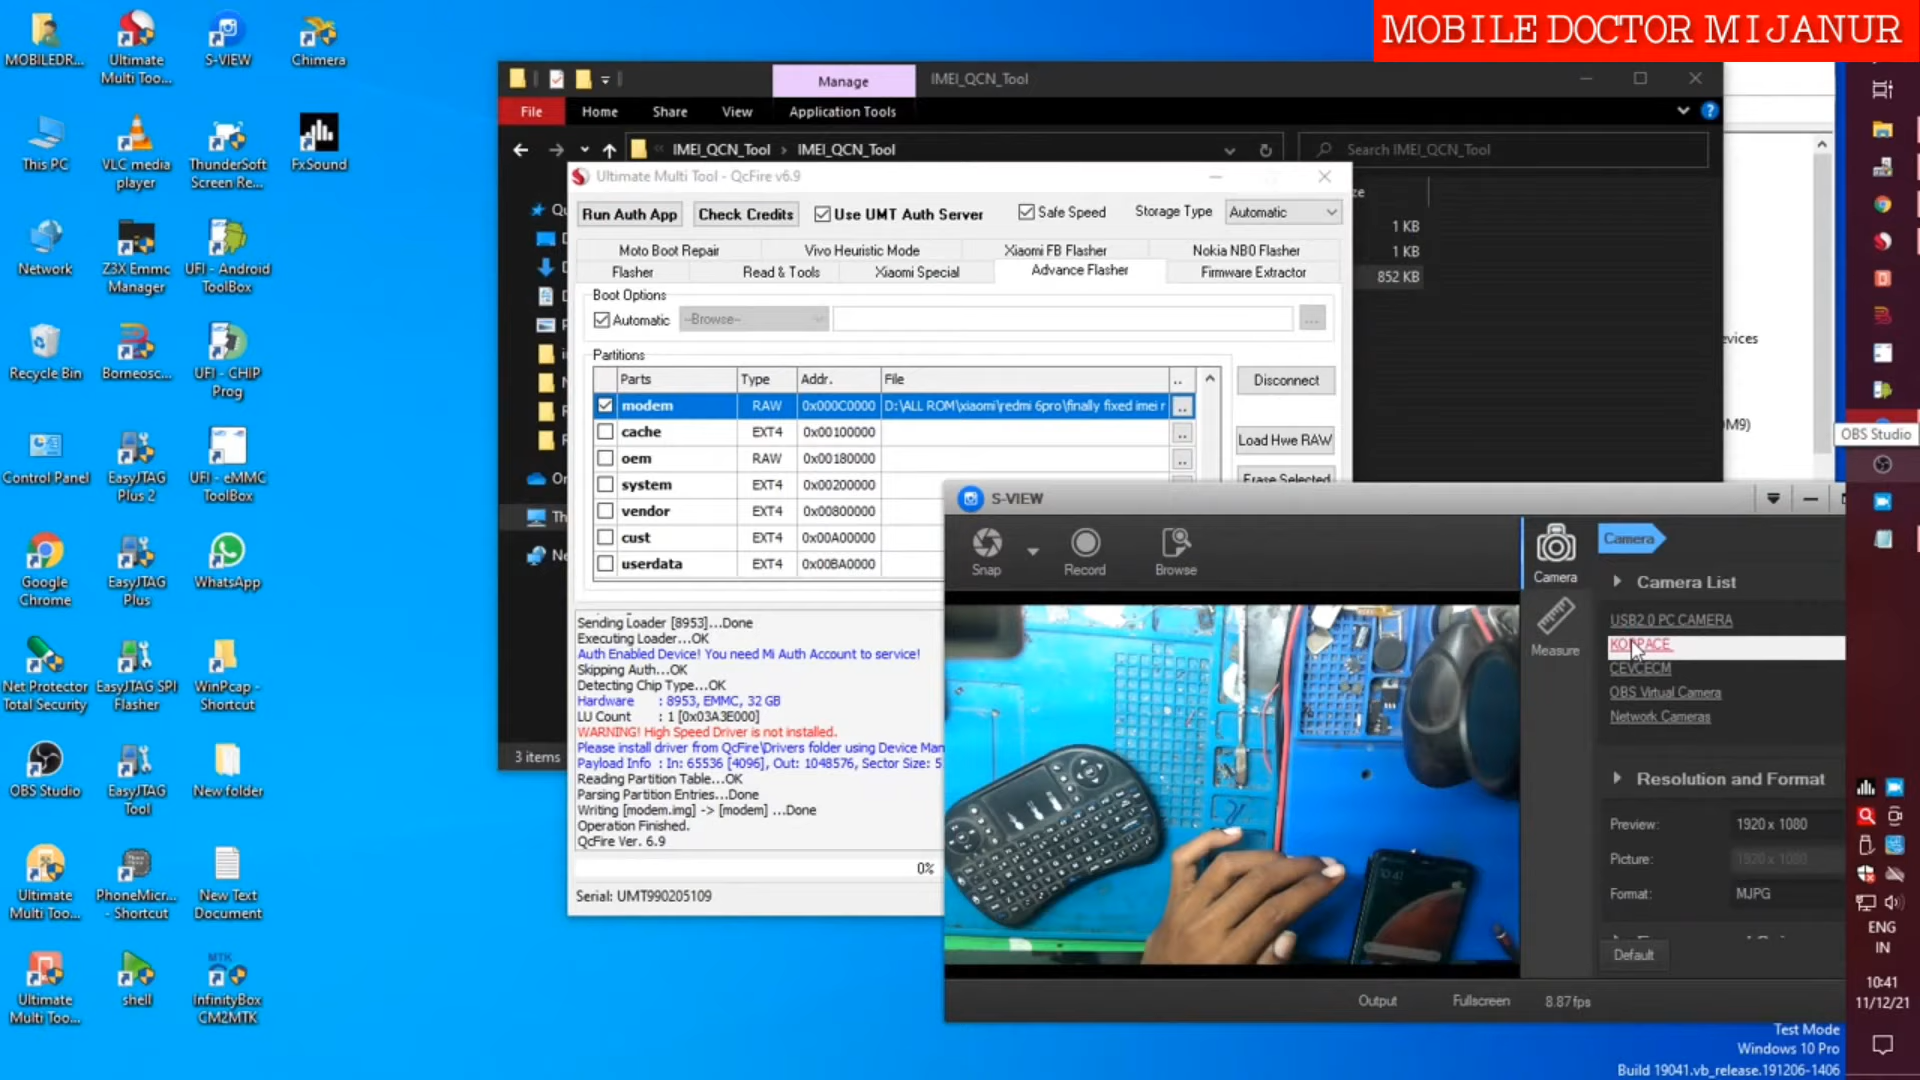 MOBILE DOCTOR MIJANUR
MOBILEDR...
Ultimate
Multi Too...
S-VIEW
Chimera
This PC
VLC media
player
ThunderSoft
Screen Re...
FxSound
Network
Z3X Emmc
Manager
UFI - Android
ToolBox
Recycle Bin
Borneosc...
UFI - CHIP
Prog
Control Panel
EasyJTAG
Plus 2
UFI - eMMC
ToolBox
Google
Chrome
EasyJTAG
Plus
WhatsApp
Net Protector
Total Security
EasyJTAG SPI
Flasher
WinPcap -
Shortcut
OBS Studio
EasyJTAG
Tool
New folder
Ultimate
Multi Too...
PhoneMicr...
- Shortcut
New Text
Document
Ultimate
Multi Too...
shell
MTK
InfinityBox
CM2MTK
Manage
IMEI_QCN_Tool
File
Home
Share
View
Application Tools
IMEI_QCN_Tool
IMEI_QCN_Tool
Search IMEI_QCN_Tool
1 KB
1 KB
852 KB
3 items
Ultimate Multi Tool - QcFire v6.9
Run Auth App
Check Credits
Use UMT Auth Server
Safe Speed
Storage Type
Automatic
Moto Boot Repair
Vivo Heuristic Mode
Xiaomi FB Flasher
Nokia NB0 Flasher
Flasher
Read & Tools
Xiaomi Special
Advance Flasher
Firmware Extractor
Boot Options
Automatic
--Browse--
...
Partitions
Parts Type Addr. File ..
modem RAW 0x000C0000 D:\ALL ROM\xiaomi\redmi 6pro\finally fixed imei r ..
cache EXT4 0x00100000 ..
oem RAW 0x00180000 ..
system EXT4 0x00200000
vendor EXT4 0x00800000
cust EXT4 0x00A00000
userdata EXT4 0x00BA0000
Disconnect
Load Hwe RAW
Erase Selected
Sending Loader [8953]...Done
Executing Loader...OK
Auth Enabled Device! You need Mi Auth Account to service!
Skipping Auth...OK
Detecting Chip Type...OK
Hardware : 8953, EMMC, 32 GB
LU Count : 1 [0x03A3E000]
WARNING! High Speed Driver is not installed.
Please install driver from QcFire\Drivers folder using Device Man
Payload Info : In: 65536 [4096], Out: 1048576, Sector Size: 5
Reading Partition Table...OK
Parsing Partition Entries...Done
Writing [modem.img] -> [modem] ...Done
Operation Finished.
QcFire Ver. 6.9
0%
Serial: UMT990205109
evices
OM9)
OBS Studio
S-VIEW
Snap
Record
Browse
Camera
Measure
Camera
Camera List
USB2.0 PC CAMERA
CEVCECM
OBS Virtual Camera
Network Cameras
Resolution and Format
Preview: 1920 x 1080
Picture: 1920 x 1080
Format: MJPG
Default
Output
Fullscreen
8.87fps
ENG
IN
10:41
11/12/21
Test Mode
Windows 10 Pro
Build 19041.vb_release.191206-1406